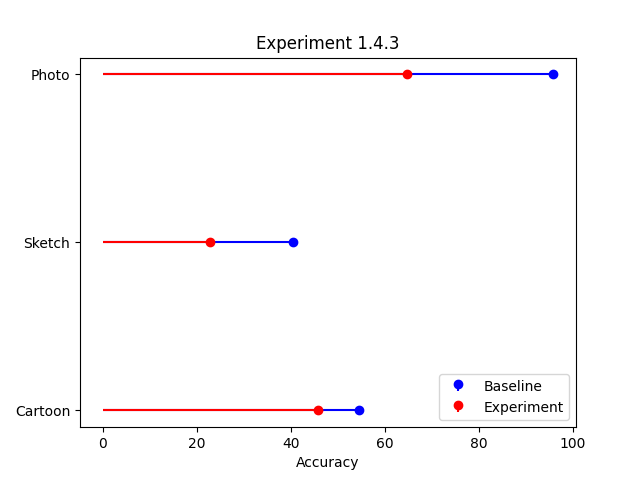 Experiment 1.4.3
Photo
Sketch
Cartoon
Baseline
Experiment
0 20 40 60 80 100
Accuracy